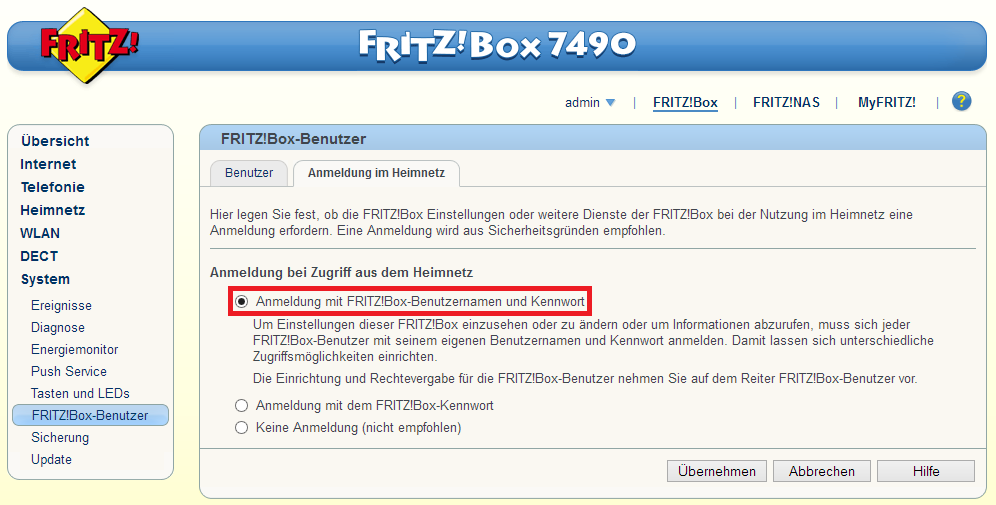 FRITZ!
FRITZ!Box 7490
admin | FRITZ!Box | FRITZ!NAS | MyFRITZ! | ?
Übersicht
Internet
Telefonie
Heimnetz
WLAN
DECT
System
Ereignisse
Diagnose
Energiemonitor
Push Service
Tasten und LEDs
FRITZ!Box-Benutzer
Sicherung
Update
FRITZ!Box-Benutzer
Benutzer
Anmeldung im Heimnetz
Hier legen Sie fest, ob die FRITZ!Box Einstellungen oder weitere Dienste der FRITZ!Box bei der Nutzung im Heimnetz eine
Anmeldung erfordern. Eine Anmeldung wird aus Sicherheitsgründen empfohlen.
Anmeldung bei Zugriff aus dem Heimnetz
Anmeldung mit FRITZ!Box-Benutzernamen und Kennwort
Um Einstellungen dieser FRITZ!Box einzusehen oder zu ändern oder um Informationen abzurufen, muss sich jeder
FRITZ!Box-Benutzer mit seinem eigenen Benutzernamen und Kennwort anmelden. Damit lassen sich unterschiedliche
Zugriffsmöglichkeiten einrichten.
Die Einrichtung und Rechtevergabe für die FRITZ!Box-Benutzer nehmen Sie auf dem Reiter FRITZ!Box-Benutzer vor.
Anmeldung mit dem FRITZ!Box-Kennwort
Keine Anmeldung (nicht empfohlen)
Übernehmen
Abbrechen
Hilfe